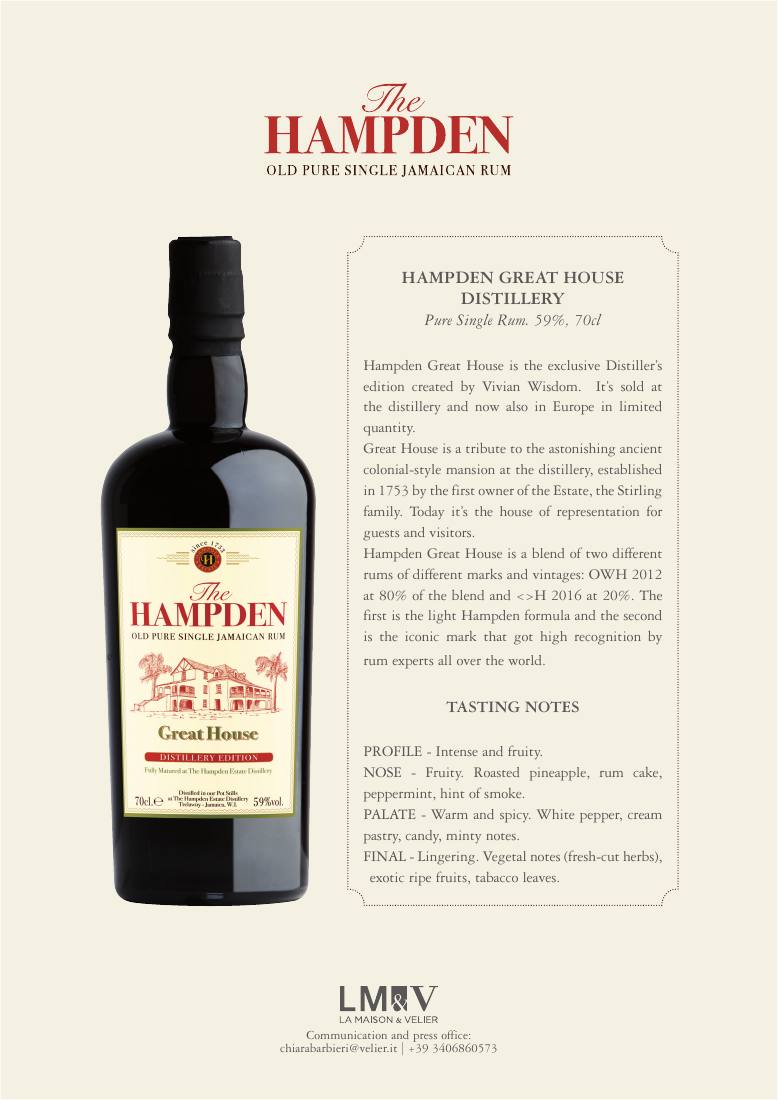 The
HAMPDEN
OLD PURE SINGLE JAMAICAN RUM
HAMPDEN GREAT HOUSE
DISTILLERY
Pure Single Rum. 59%, 70cl
Hampden Great House is the exclusive Distiller's
edition created by Vivian Wisdom. It's sold at
the distillery and now also in Europe in limited
quantity.
Great House is a tribute to the astonishing ancient
colonial-style mansion at the distillery, established
in 1753 by the first owner of the Estate, the Stirling
family. Today it's the house of representation for
guests and visitors.
Hampden Great House is a blend of two different
rums of different marks and vintages: OWH 2012
at 80% of the blend and <>H 2016 at 20%. The
first is the light Hampden formula and the second
is the iconic mark that got high recognition by
rum experts all over the world.
TASTING NOTES
PROFILE - Intense and fruity.
NOSE - Fruity. Roasted pineapple, rum cake,
peppermint, hint of smoke.
PALATE - Warm and spicy. White pepper, cream
pastry, candy, minty notes.
FINAL - Lingering. Vegetal notes (fresh-cut herbs),
exotic ripe fruits, tobacco leaves.
since 1753
H
The
HAMPDEN
OLD PURE SINGLE JAMAICAN RUM
Great House
DISTILLERY EDITION
Fully Matured at The Hampden Estate Distillery
Distilled in our Pot Stills
at The Hampden Estate Distillery
Trelawny - Jamaica, W.I.
70cl.℮
59%vol.
LM&V
LA MAISON & VELIER
Communication and press office:
chiarabarbieri@velier.it | +39 3406860573